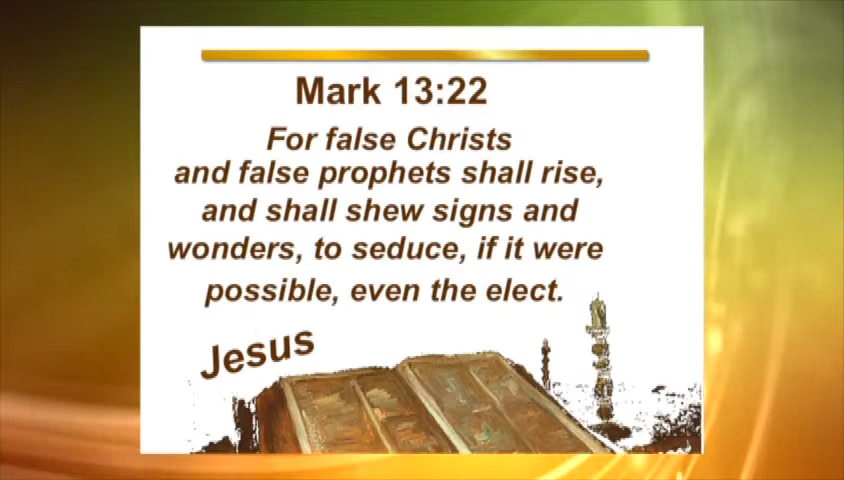 Mark 13:22
For false Christs
and false prophets shall rise,
and shall shew signs and
wonders, to seduce, if it were
possible, even the elect.
Jesus